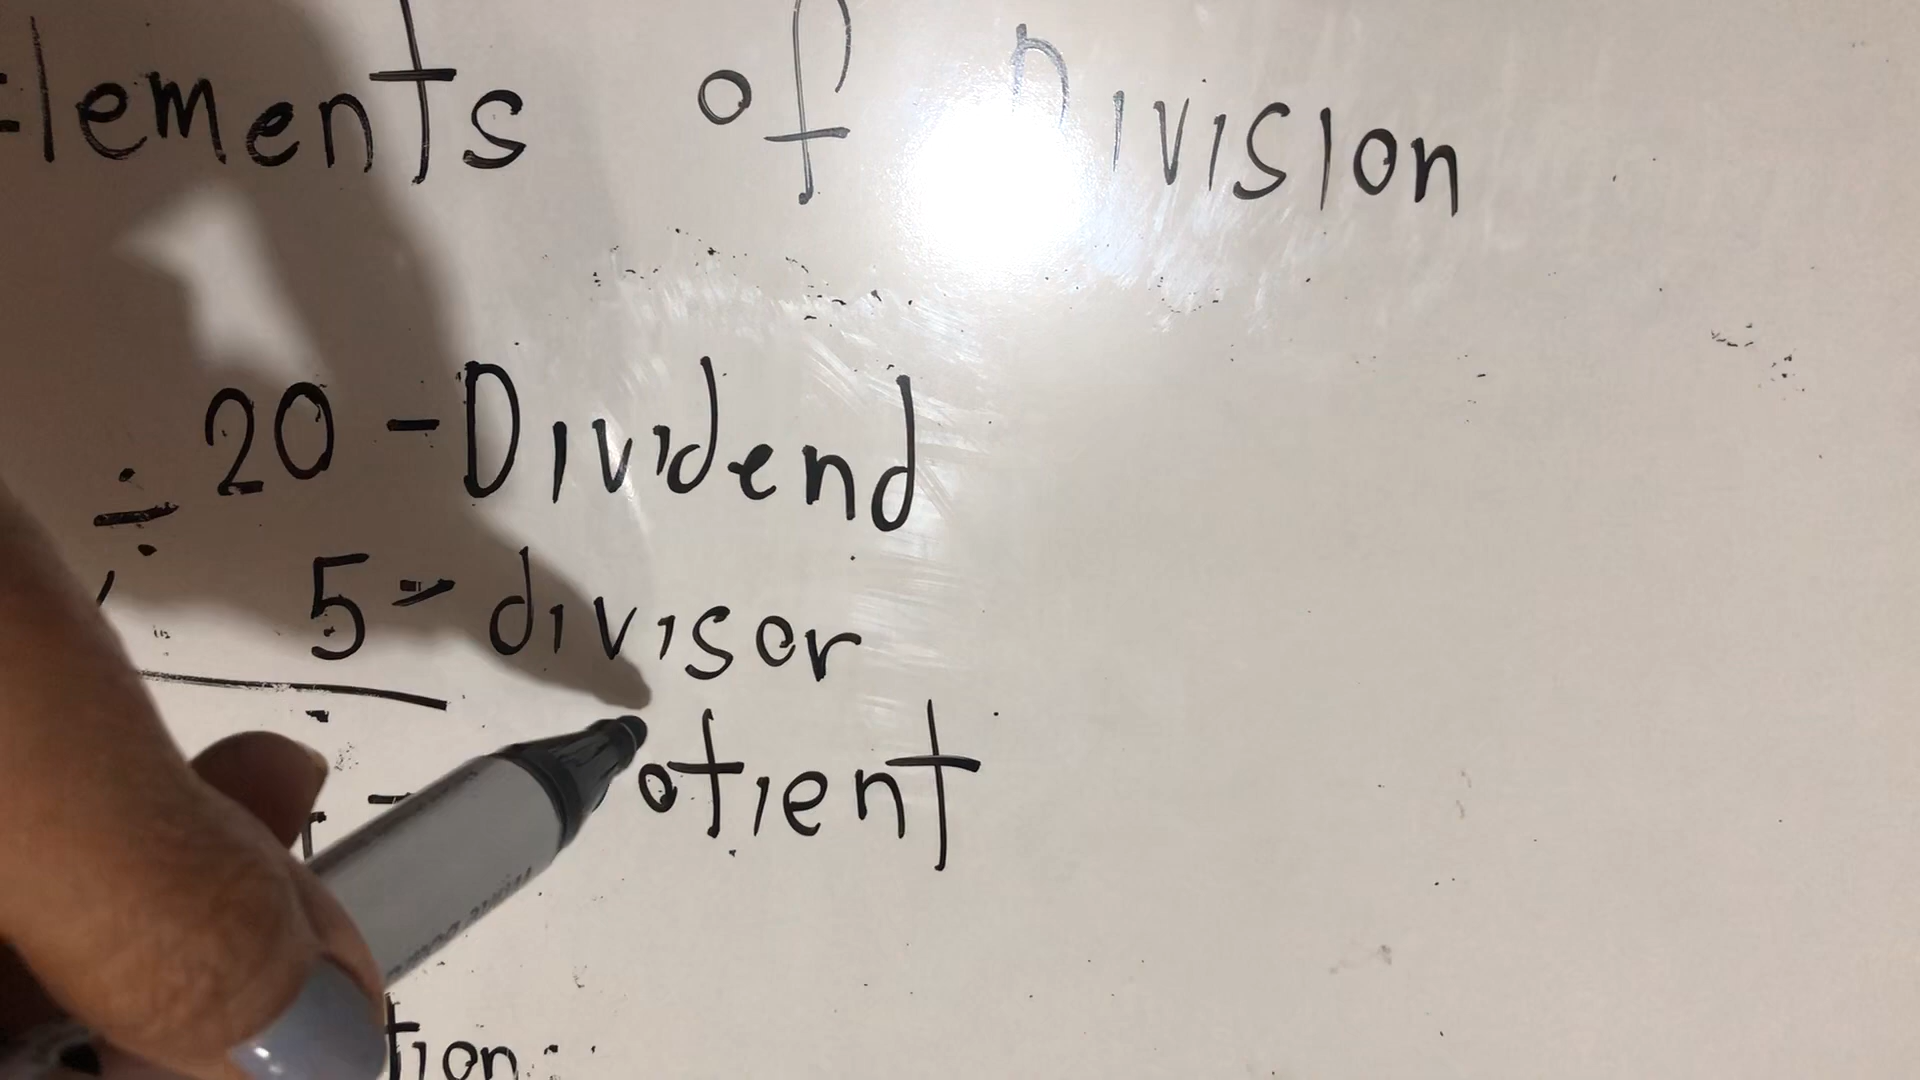 Elements of Division
÷ 20 - Dividend
5 - divisor
otient
tion: